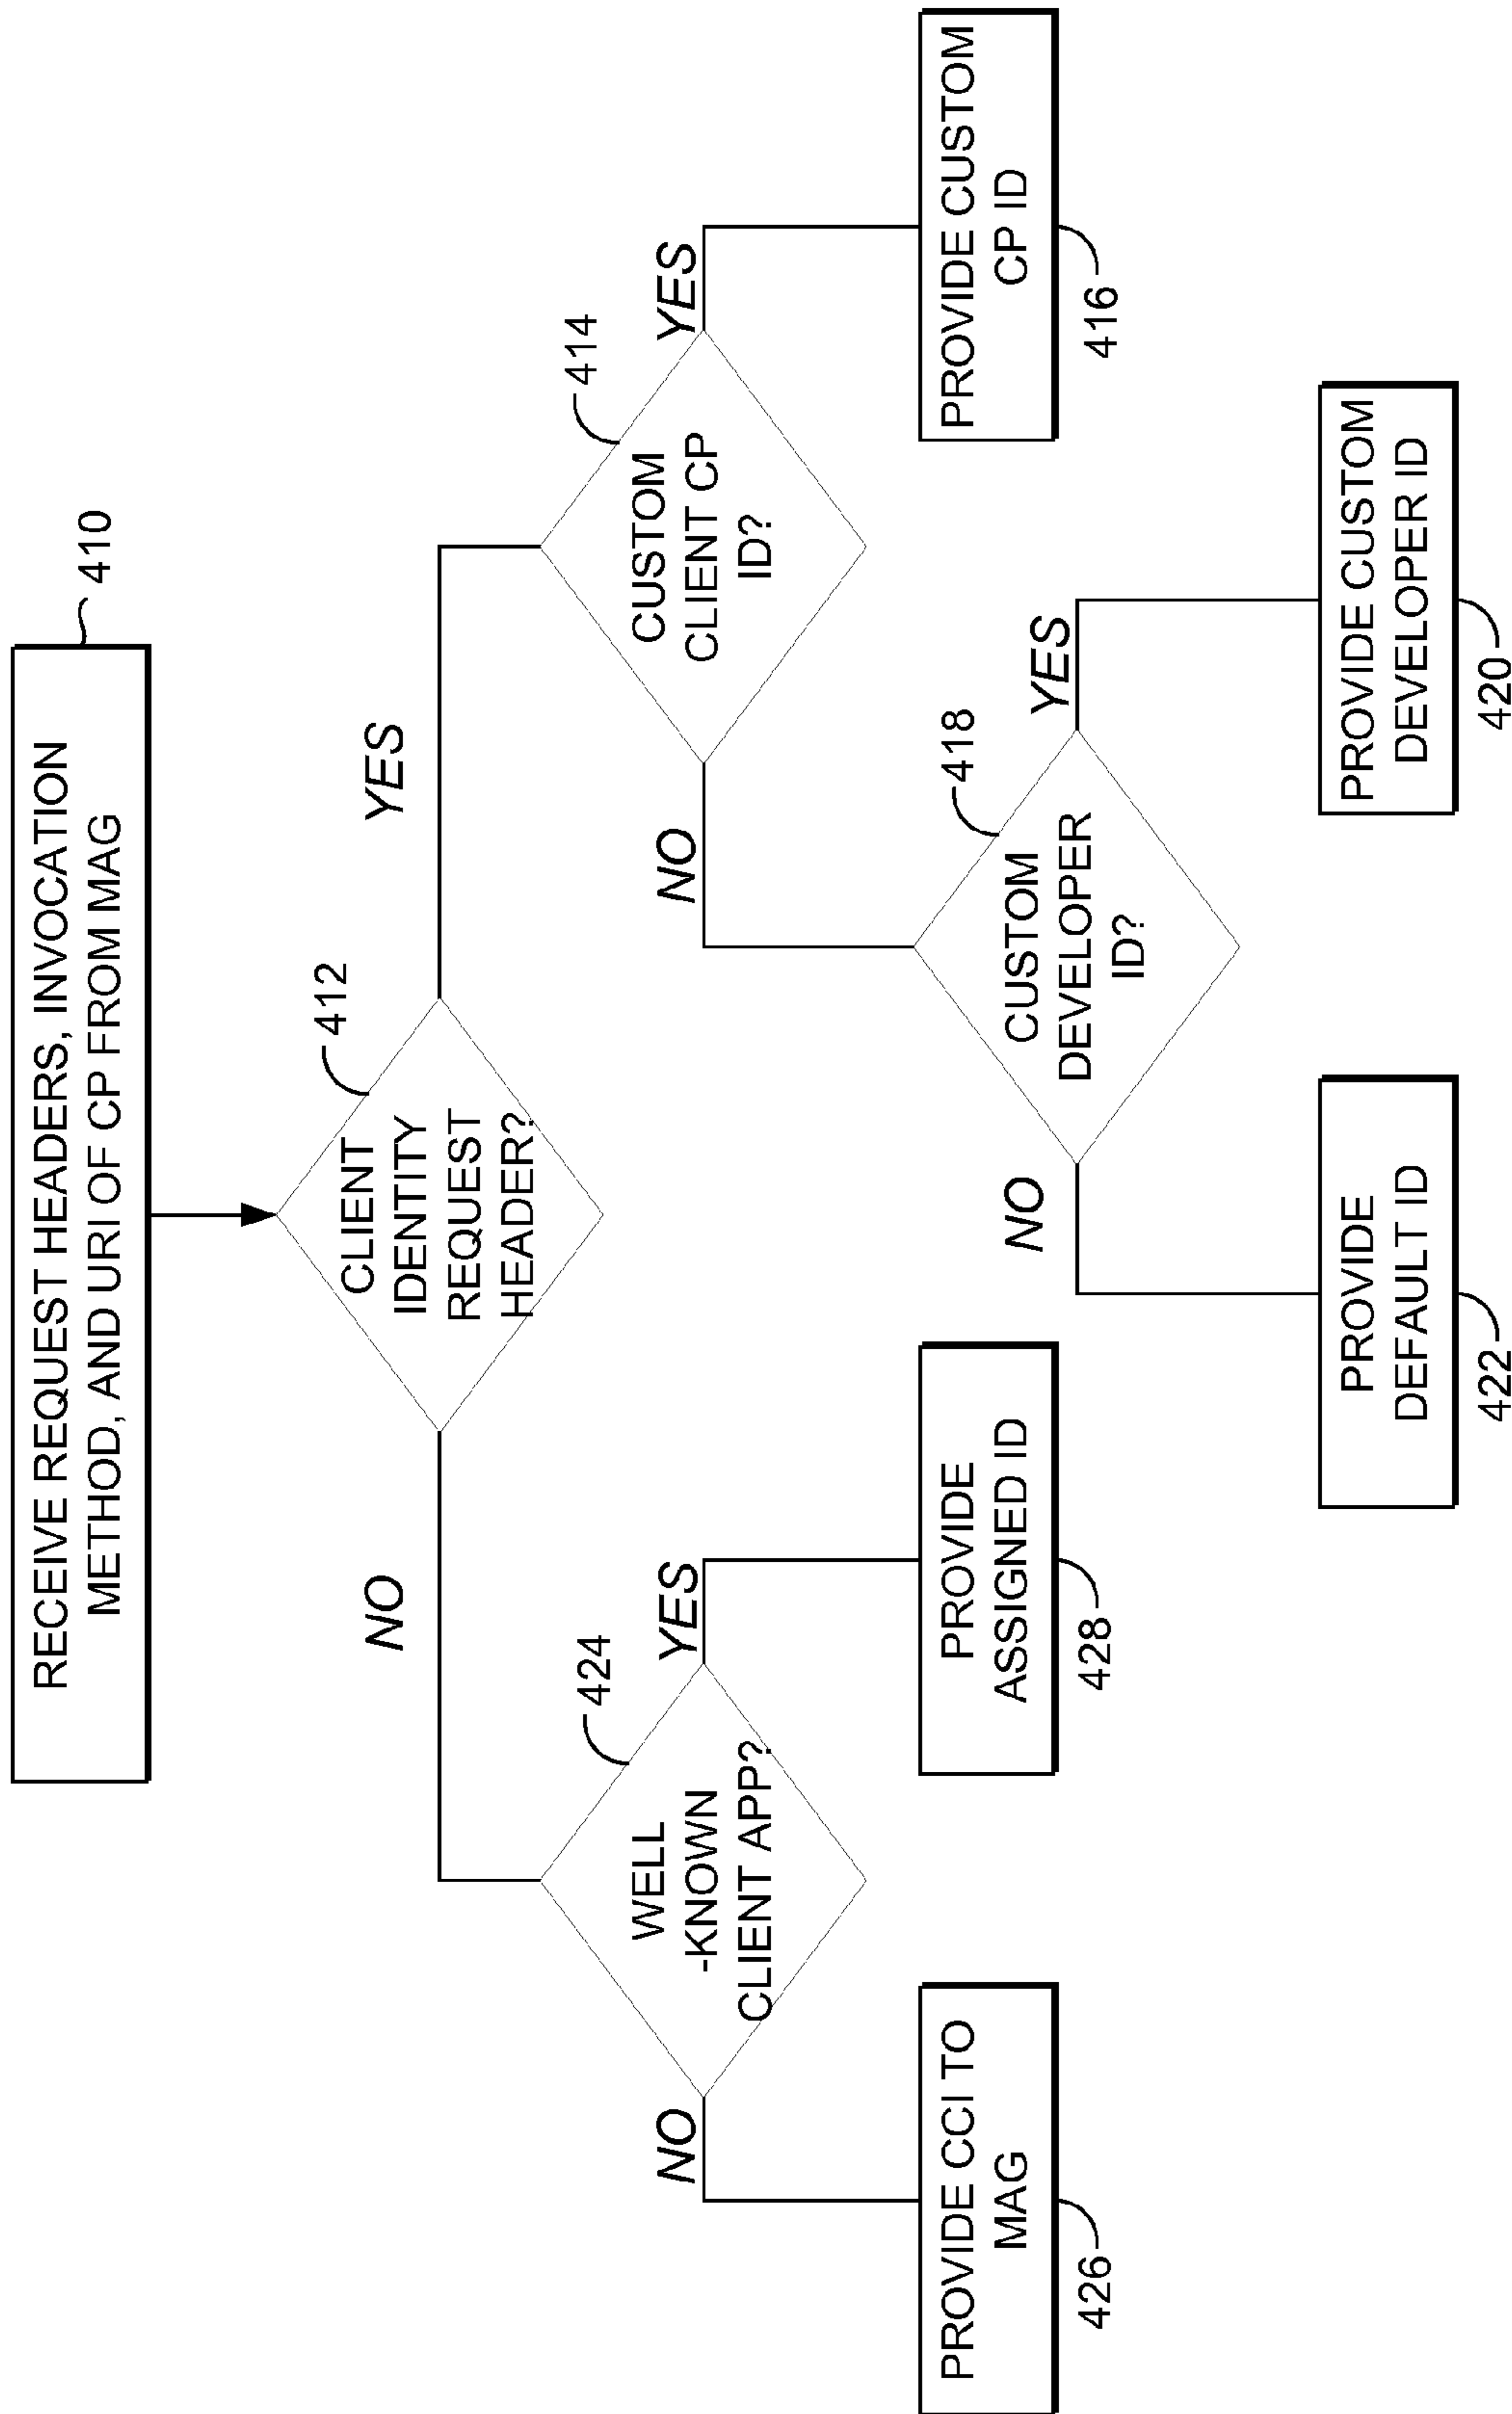 RECEIVE REQUEST HEADERS, INVOCATION
METHOD, AND URI OF CP FROM MAG
410
CLIENT
IDENTITY
REQUEST
HEADER?
412
NO
YES
WELL
-KNOWN
CLIENT APP?
424
NO
YES
CUSTOM
CLIENT CP
ID?
414
NO
YES
PROVIDE CCI TO
MAG
426
PROVIDE
ASSIGNED ID
428
CUSTOM
DEVELOPER
ID?
418
NO
YES
PROVIDE CUSTOM
CP ID
416
PROVIDE
DEFAULT ID
422
PROVIDE CUSTOM
DEVELOPER ID
420